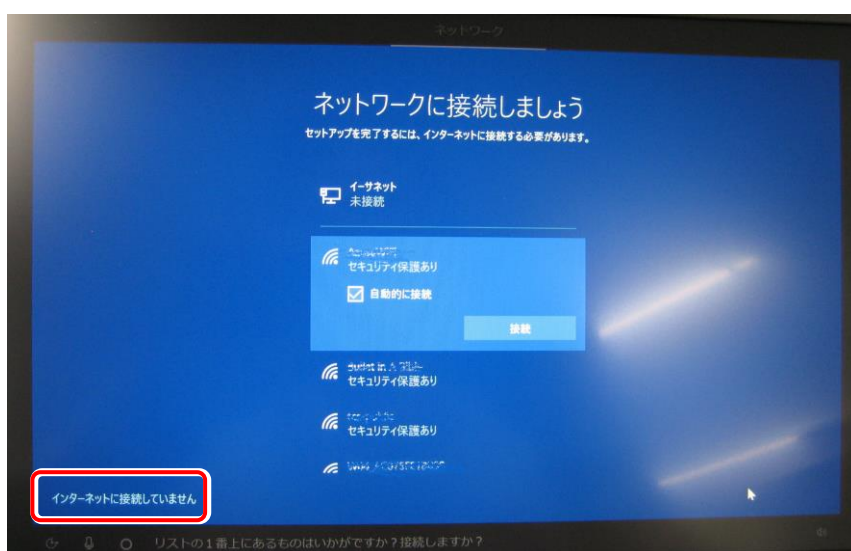 ネットワーク
ネットワークに接続しましょう
セットアップを完了するには、インターネットに接続する必要があります。
イーサネット
未接続
セキュリティ保護あり
自動的に接続
接続
セキュリティ保護あり
セキュリティ保護あり
インターネットに接続していません
リストの1番上にあるものはいかがですか?接続しますか?